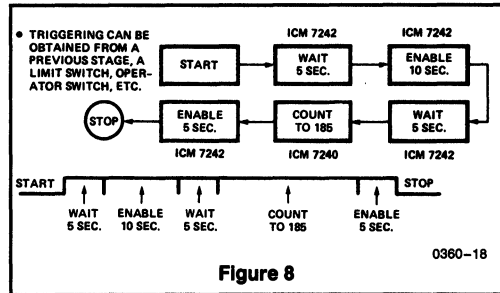 • TRIGGERING CAN BE
OBTAINED FROM A
PREVIOUS STAGE, A
LIMIT SWITCH, OPER-
ATOR SWITCH, ETC.
START
ICM 7242
WAIT
5 SEC.
ICM 7242
ENABLE
10 SEC.
STOP
ENABLE
5 SEC.
ICM 7242
COUNT
TO 185
ICM 7240
WAIT
5 SEC.
ICM 7242
START
STOP
WAIT
5 SEC.
ENABLE
10 SEC.
WAIT
5 SEC.
COUNT
TO 185
ENABLE
5 SEC.
0360–18
Figure 8